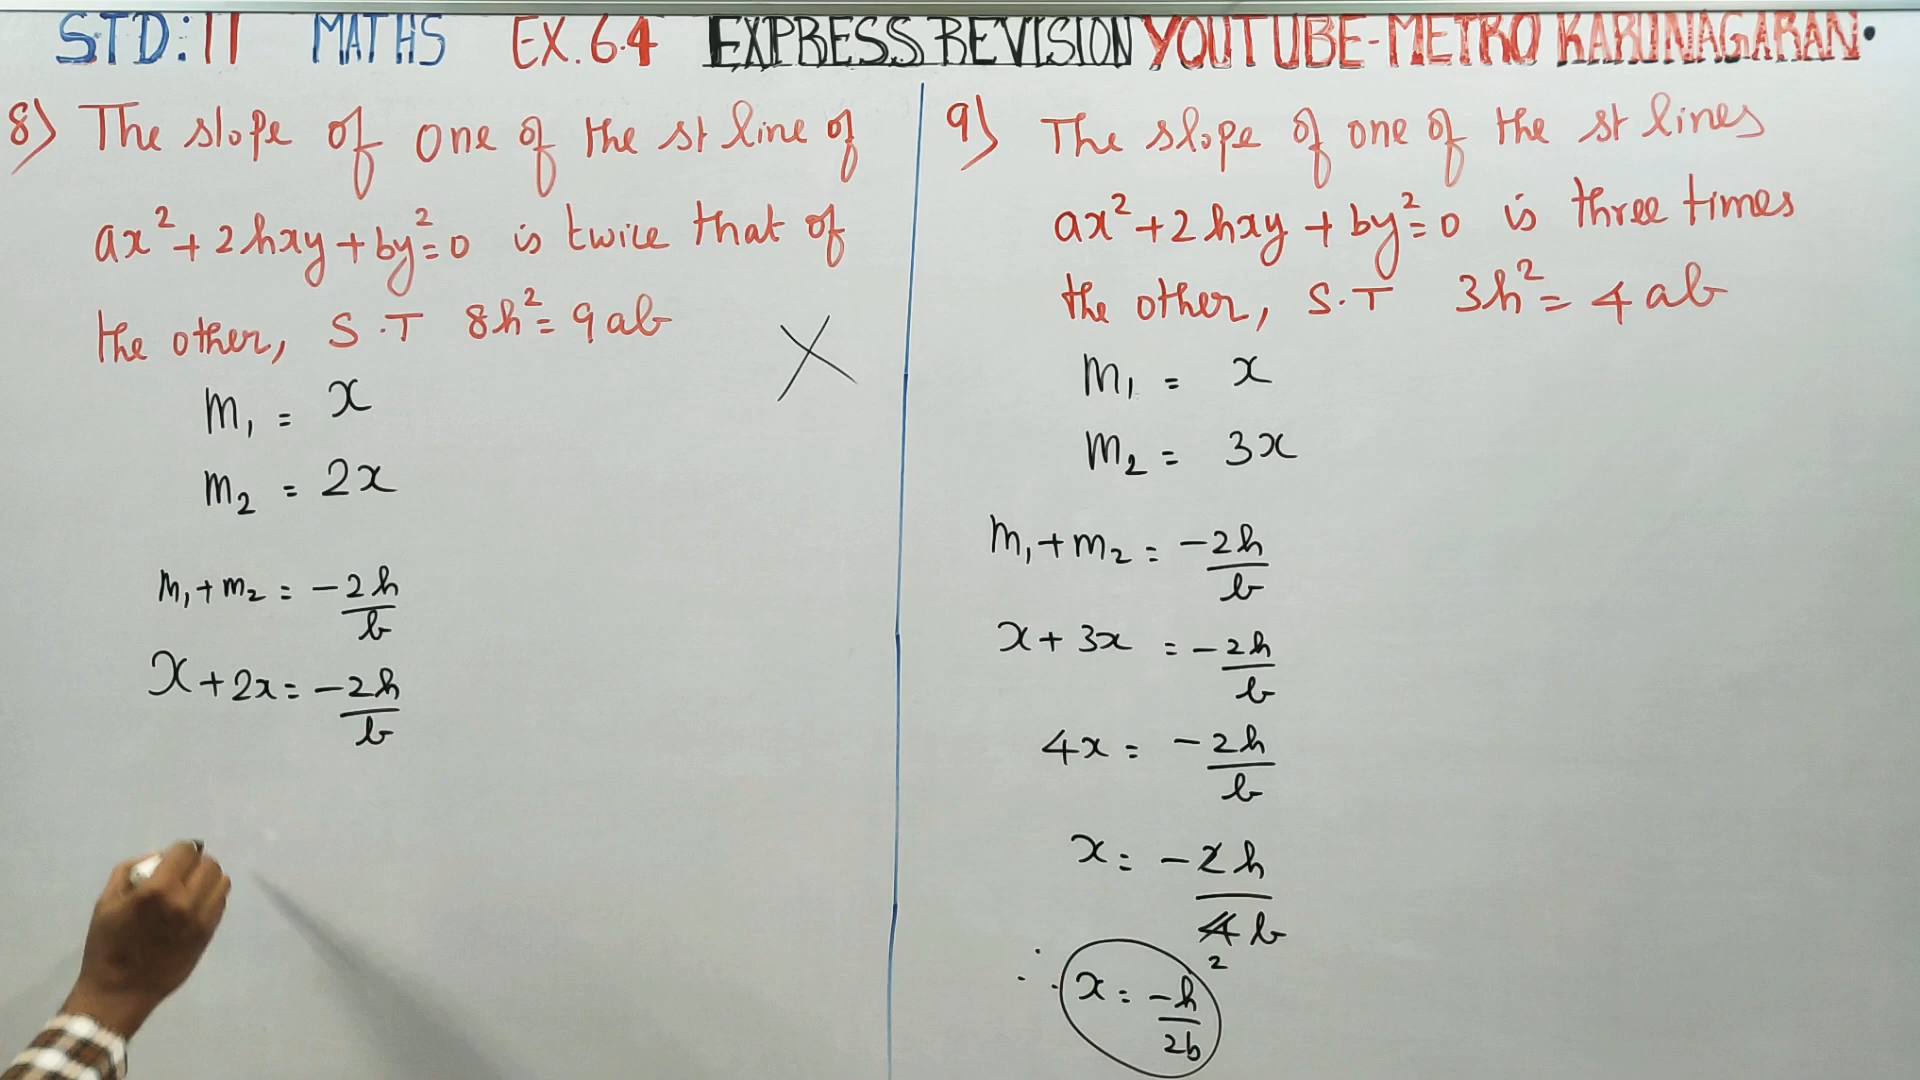 STD:11 MATHS EX.6.4 EXPRESS REVISION YOUTUBE-METRO KARUNAGARAN.
8) The slope of one of the st line of
ax²+2hxy+by²=0 is twice that of
the other, S.T 8h²=9ab
m₁ = x
m₂ = 2x
m₁+m₂ = -2h/b
x+2x = -2h/b
9) The slope of one of the st lines
ax²+2hxy+by²=0 is three times
the other, S.T 3h²=4ab
m₁ = x
m₂ = 3x
m₁+m₂ = -2h/b
x+3x = -2h/b
4x = -2h/b
x = -2h/4b
2
∴ x = -h/2b